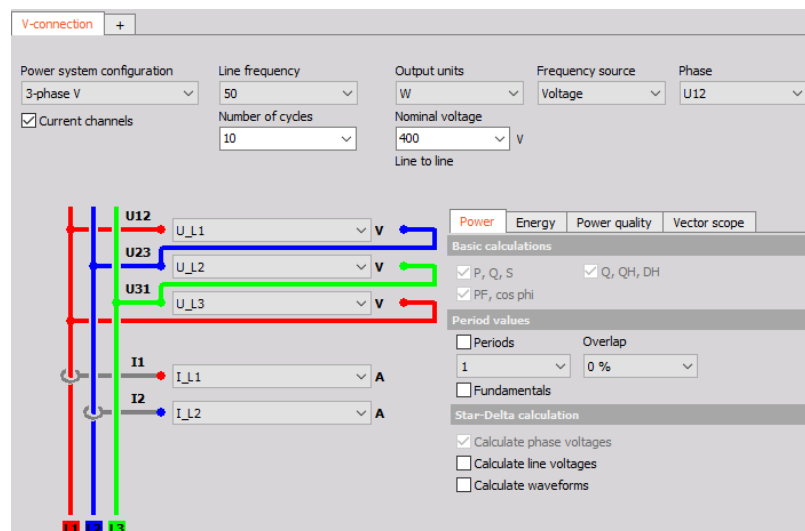 V-connection +
Power system configuration Line frequency Output units Frequency source Phase
3-phase V 50 W Voltage U12
Current channels Number of cycles Nominal voltage
10 400 V
Line to line
U12
U_L1 V
U23
U_L2 V
U31
U_L3 V
I1
I_L1 A
I2
I_L2 A
L1 L2 L3
Power Energy Power quality Vector scope
Basic calculations
P, Q, S Q, QH, DH
PF, cos phi
Period values
Periods Overlap
1 0 %
Fundamentals
Star-Delta calculation
Calculate phase voltages
Calculate line voltages
Calculate waveforms